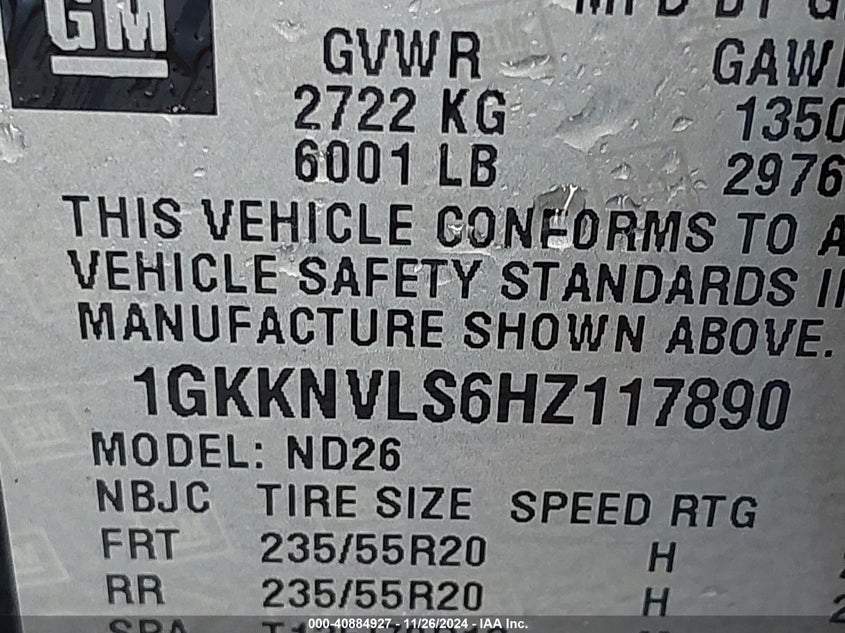 GM
GVWR GAW
2722 KG 1350
6001 LB 2976
THIS VEHICLE CONFORMS TO A
VEHICLE SAFETY STANDARDS I
MANUFACTURE SHOWN ABOVE.
1GKKNVLS6HZ117890
MODEL: ND26
NBJC TIRE SIZE SPEED RTG
FRT 235/55R20 H
RR 235/55R20 H
000-40884927 - 11/26/2024 - IAA Inc.